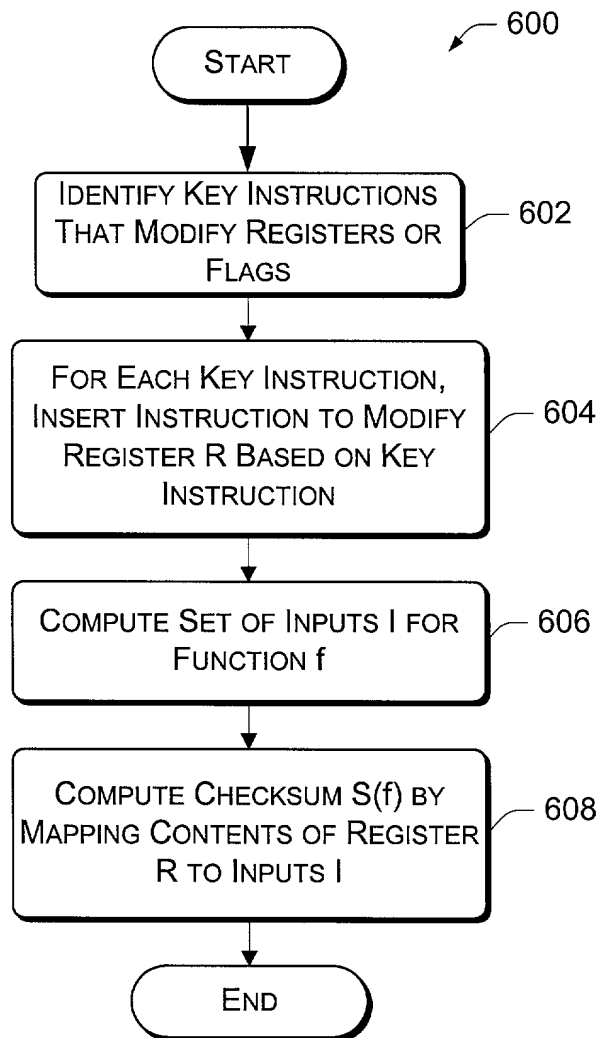 600
START
IDENTIFY KEY INSTRUCTIONS
THAT MODIFY REGISTERS OR
FLAGS
602
FOR EACH KEY INSTRUCTION,
INSERT INSTRUCTION TO MODIFY
REGISTER R BASED ON KEY
INSTRUCTION
604
COMPUTE SET OF INPUTS I FOR
FUNCTION f
606
COMPUTE CHECKSUM S(f) BY
MAPPING CONTENTS OF REGISTER
R TO INPUTS I
608
END